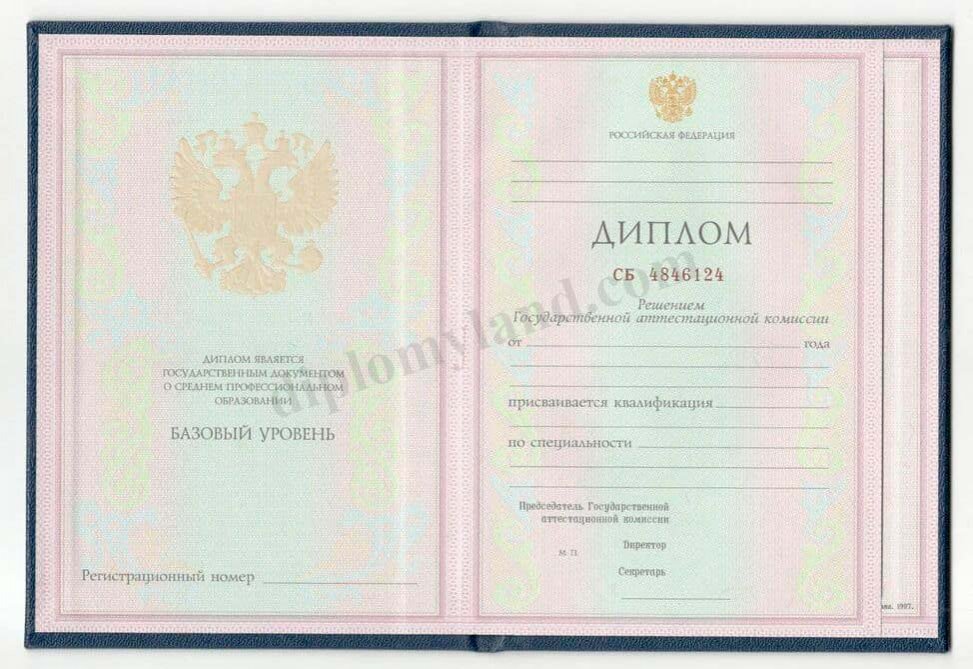 ДИПЛОМ ЯВЛЯЕТСЯ
ГОСУДАРСТВЕННЫМ ДОКУМЕНТОМ
О СРЕДНЕМ ПРОФЕССИОНАЛЬНОМ
ОБРАЗОВАНИИ
БАЗОВЫЙ УРОВЕНЬ
Регистрационный номер
РОССИЙСКАЯ ФЕДЕРАЦИЯ
ДИПЛОМ
СБ 4846124
Решением
Государственной аттестационной комиссии
от года
присваивается квалификация
по специальности
Председатель Государственной
аттестационной комиссии
М П
Директор
Секретарь
1997.
diplomyland.com